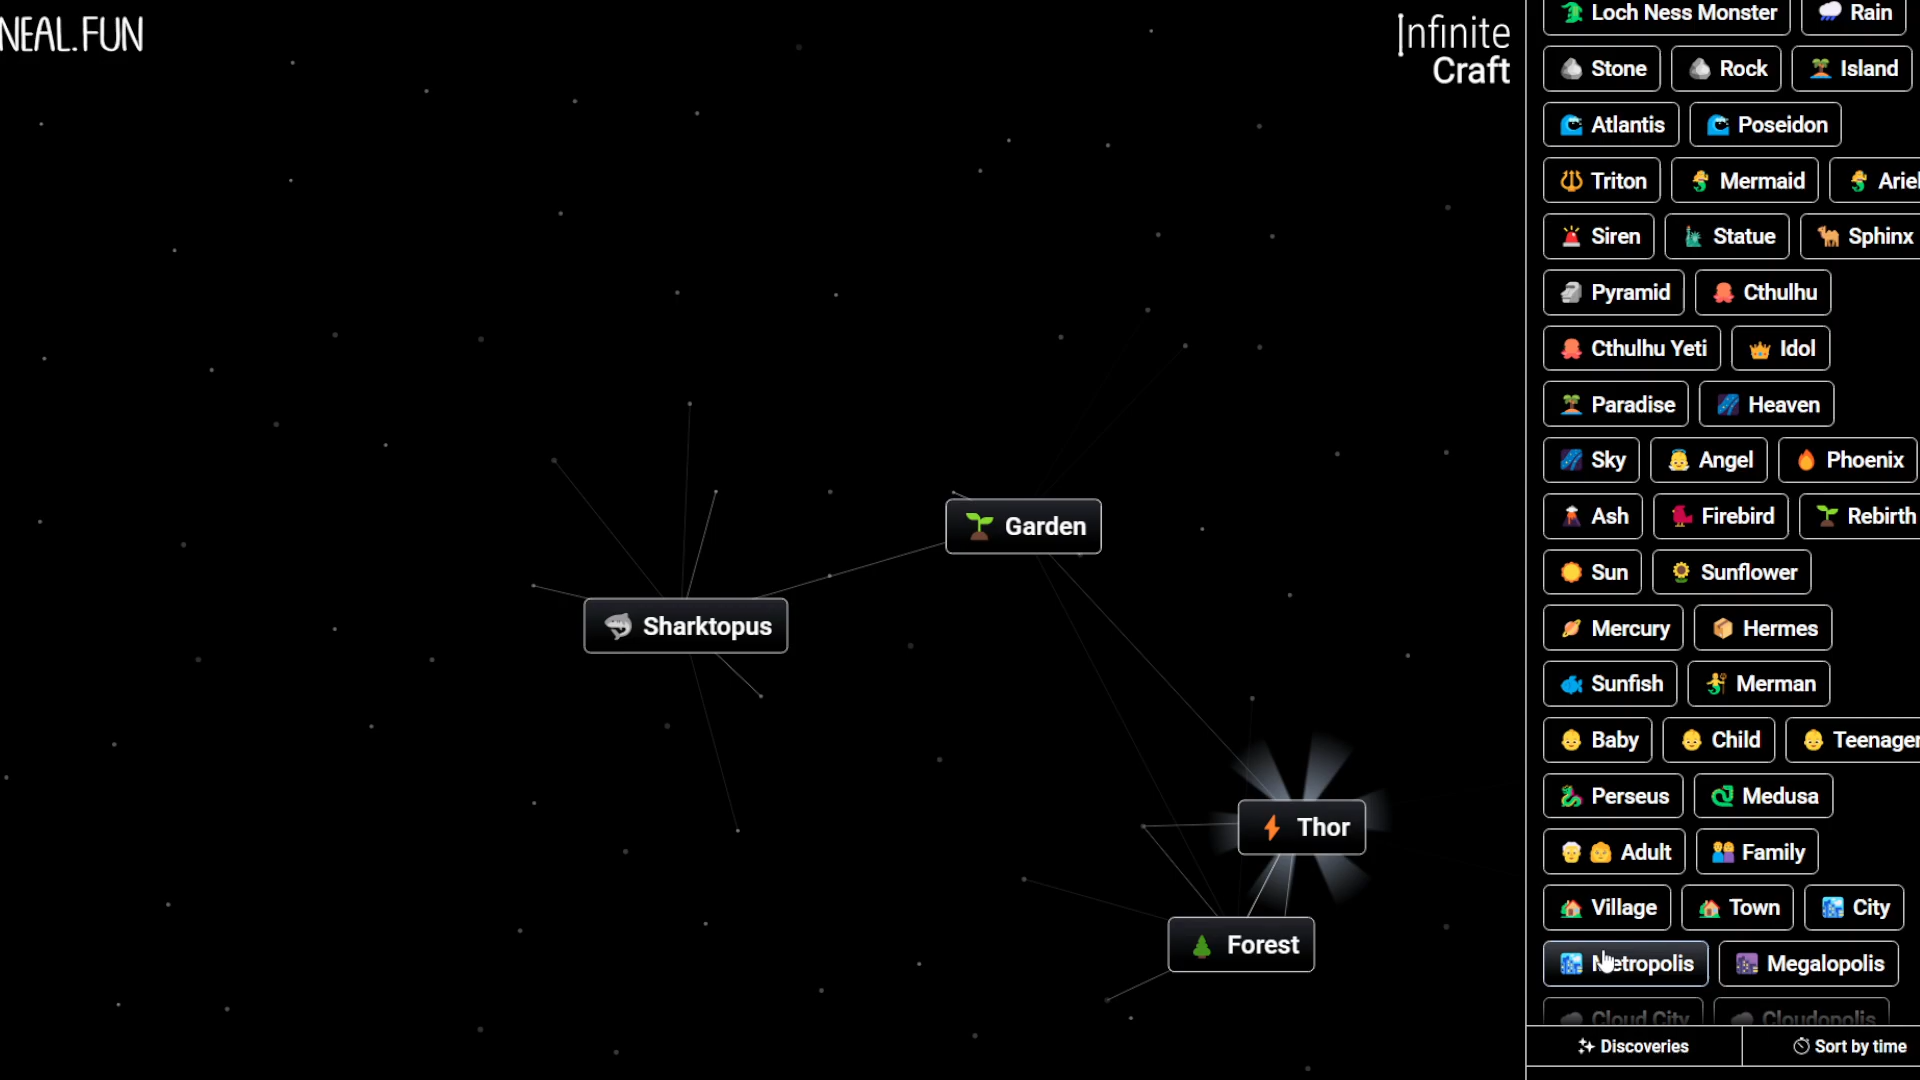 NEAL.FUN
Infinite
Craft
Garden
Sharktopus
Thor
Forest
Loch Ness Monster Rain
Stone Rock Island
Atlantis Poseidon
Triton Mermaid Ariel
Siren Statue Sphinx
Pyramid Cthulhu
Cthulhu Yeti Idol
Paradise Heaven
Sky Angel Phoenix
Ash Firebird Rebirth
Sun Sunflower
Mercury Hermes
Sunfish Merman
Baby Child Teenager
Perseus Medusa
Adult Family
Village Town City
Metropolis Megalopolis
Cloud City Cloudopolis
Discoveries Sort by time